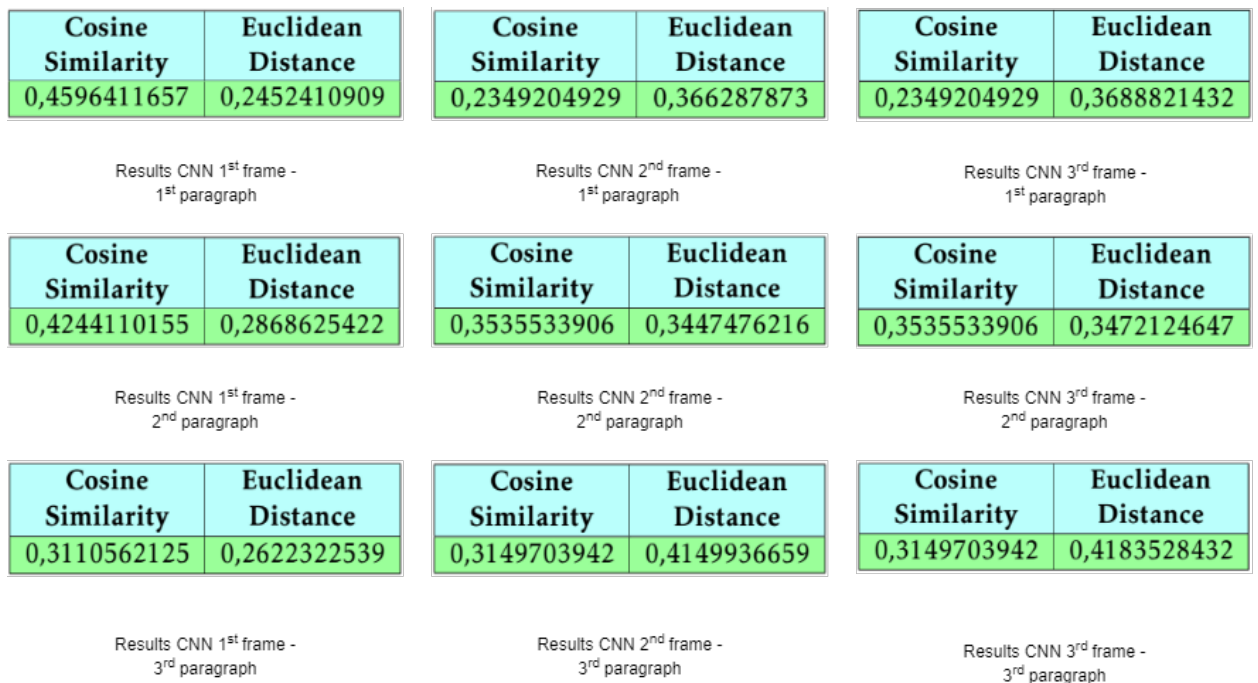 Cosine Similarity Euclidean Distance
0,4596411657 0,2452410909
Results CNN 1st frame -
1st paragraph
Cosine Similarity Euclidean Distance
0,2349204929 0,366287873
Results CNN 2nd frame -
1st paragraph
Cosine Similarity Euclidean Distance
0,2349204929 0,3688821432
Results CNN 3rd frame -
1st paragraph
Cosine Similarity Euclidean Distance
0,4244110155 0,2868625422
Results CNN 1st frame -
2nd paragraph
Cosine Similarity Euclidean Distance
0,3535533906 0,3447476216
Results CNN 2nd frame -
2nd paragraph
Cosine Similarity Euclidean Distance
0,3535533906 0,3472124647
Results CNN 3rd frame -
2nd paragraph
Cosine Similarity Euclidean Distance
0,3110562125 0,2622322539
Results CNN 1st frame -
3rd paragraph
Cosine Similarity Euclidean Distance
0,3149703942 0,4149936659
Results CNN 2nd frame -
3rd paragraph
Cosine Similarity Euclidean Distance
0,3149703942 0,4183528432
Results CNN 3rd frame -
3rd paragraph